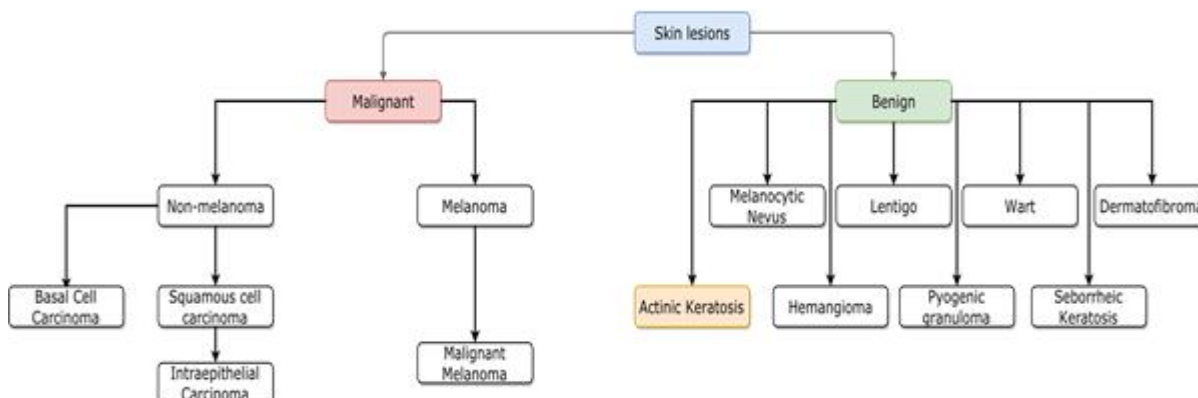 Skin lesions
Malignant
Benign
Non-melanoma
Melanoma
Melanocytic
Nevus
Lentigo
Wart
Dermatofibroma
Basal Cell
Carcinoma
Squamous cell
carcinoma
Actinic Keratosis
Hemangioma
Pyogenic
granuloma
Seborrheic
Keratosis
Intraepithelial
Carcinoma
Malignant
Melanoma